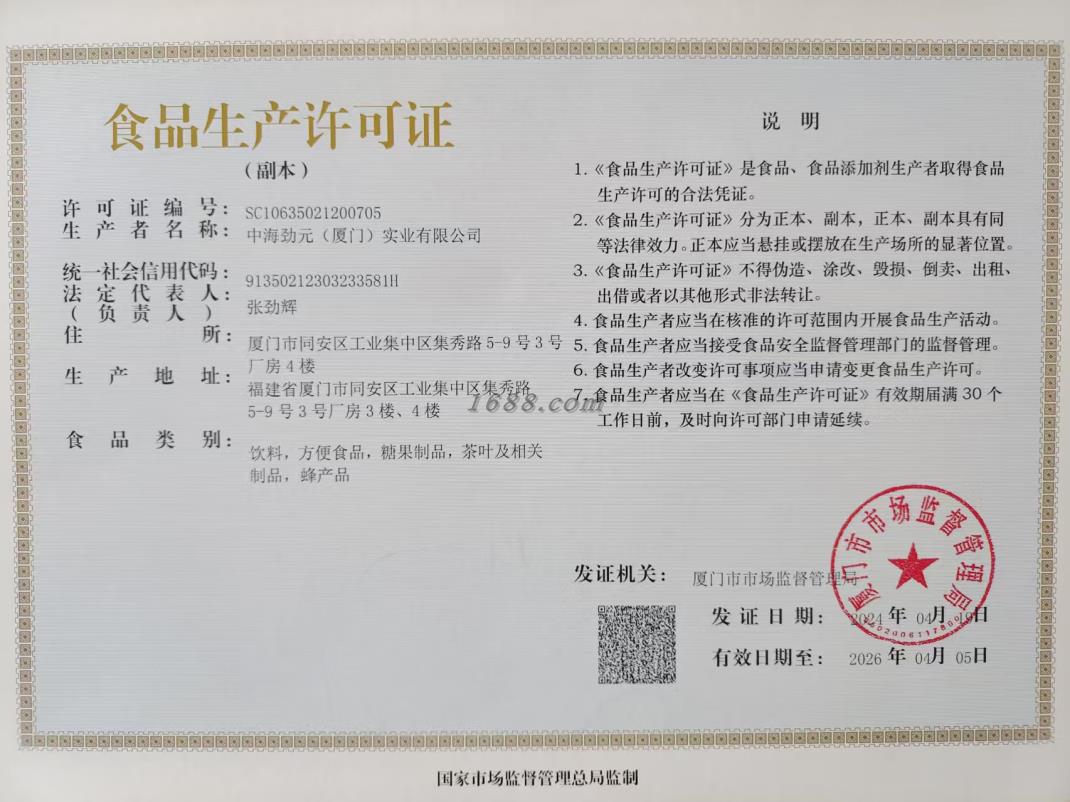 食品生产许可证
（副本）
许可证编号：SC10635021200705
生产者名称：中海劲元（厦门）实业有限公司
统一社会信用代码：91350212303233581H
法定代表人：
（负责人） 张劲辉
住所：厦门市同安区工业集中区集秀路5-9号3号
厂房4楼
生产地址：福建省厦门市同安区工业集中区集秀路
5-9号3号厂房3楼、4楼
食品类别：饮料，方便食品，糖果制品，茶叶及相关
制品，蜂产品
说 明
1.《食品生产许可证》是食品、食品添加剂生产者取得食品
生产许可的合法凭证。
2.《食品生产许可证》分为正本、副本，正本、副本具有同
等法律效力。正本应当悬挂或摆放在生产场所的显著位置。
3.《食品生产许可证》不得伪造、涂改、毁损、倒卖、出租、
出借或者以其他形式非法转让。
4.食品生产者应当在核准的许可范围内开展食品生产活动。
5.食品生产者应当接受食品安全监督管理部门的监督管理。
6.食品生产者改变许可事项应当申请变更食品生产许可。
7.食品生产者应当在《食品生产许可证》有效期届满30个
工作日前，及时向许可部门申请延续。
1688.com
发证机关：厦门市市场监督管理局
厦门市市场监督管理局
发证日期：2024年04月19日
有效日期至：2026年04月05日
国家市场监督管理总局监制